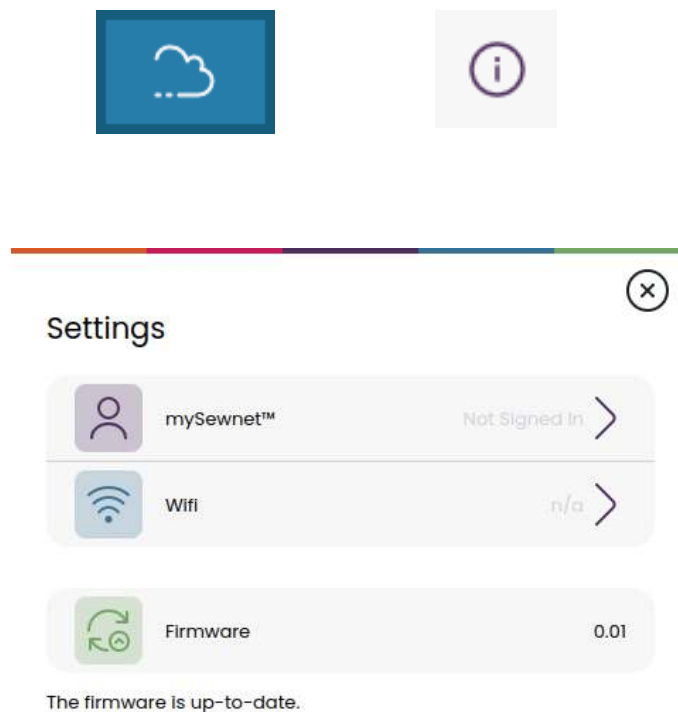 Settings
mySewnet™ Not Signed In
Wifi n/a
Firmware 0.01
The firmware is up-to-date.